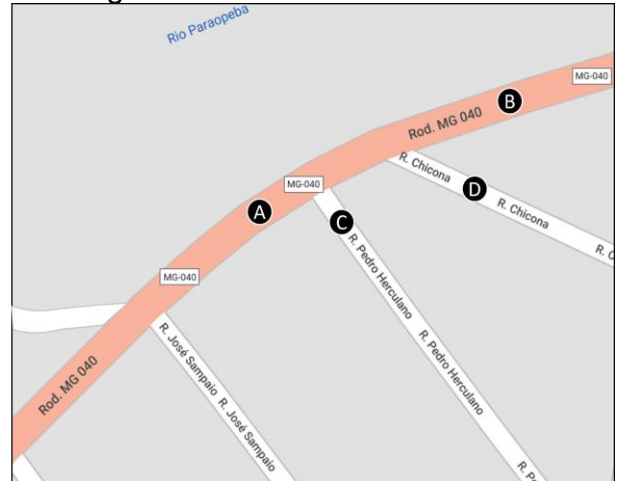 Rio Paraopeba
MG-040
Rod. MG 040
B
R. Chicona
D
MG-040
A
R. Chicona
C
R. C
R. Pedro Herculano
MG-040
R. José Sampaio
R. Pedro Herculano
Rod. MG 040
R. José Sampaio
R. Pe